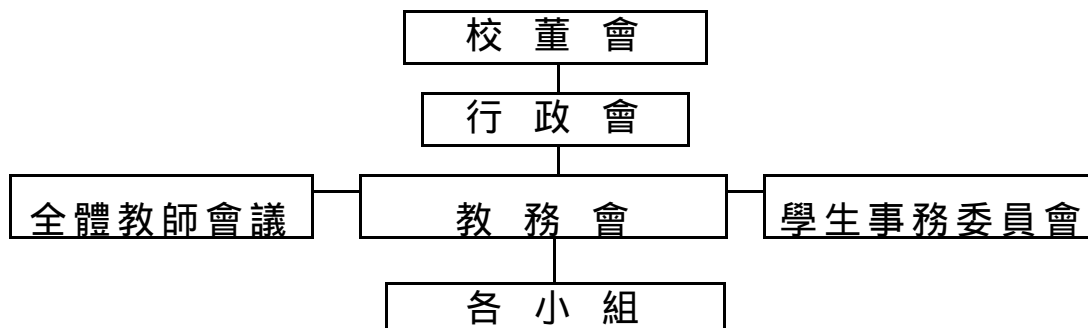 校董會
行政會
全體教師會議
教務會
學生事務委員會
各小組